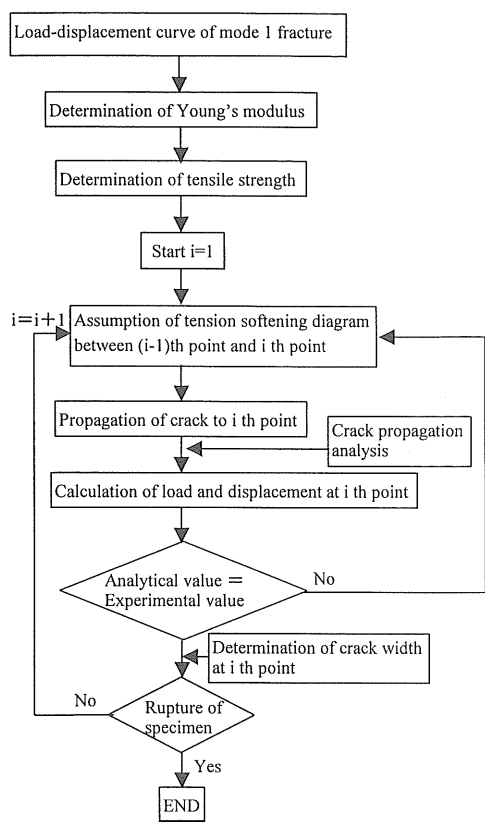 Load-displacement curve of mode 1 fracture
Determination of Young's modulus
Determination of tensile strength
Start i=1
i=i+1
Assumption of tension softening diagram
between (i-1)th point and i th point
Propagation of crack to i th point
Crack propagation
analysis
Calculation of load and displacement at i th point
Analytical value =
Experimental value
No
Determination of crack width
at i th point
No
Rupture of
specimen
Yes
END